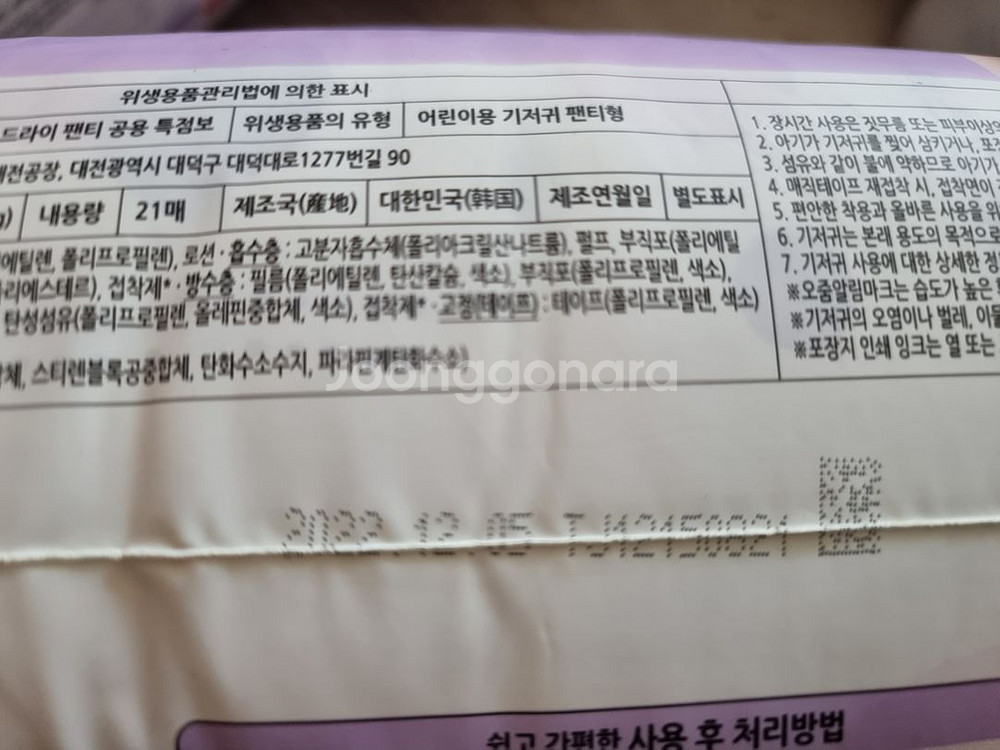 위생용품관리법에 의한 표시
드라이 팬티 공용 특점보 위생용품의 유형 어린이용 기저귀 팬티형
대전공장, 대전광역시 대덕구 대덕대로1277번길 90
g) 내용량 21매 제조국(産地) 대한민국(韩国) 제조연월일 별도표시
폴리프로필렌), 로션 · 흡수층 : 고분자흡수체(폴리아크릴산나트륨), 펄프, 부직포(폴리에틸
접착제* · 방수층 : 필름(폴리에틸렌, 탄산칼슘, 색소), 부직포(폴리프로필렌, 색소),
탄성섬유(폴리프로필렌, 올레핀중합체, 색소), 접착제* · 고정(테이프) : 테이프(폴리프로필렌, 색소)
스티렌블록공중합체, 탄화수소수지, 파라핀계탄화수소
1. 장시간 사용은 짓무름 또는 피부이상의
2. 아기가 기저귀를 찢어 삼키거나, 포장
3. 섬유와 같이 불에 약하므로 아기가
4. 매직테이프 재접착 시, 접착면이
5. 편안한 착용과 올바른 사용을 위
6. 기저귀는 본래 용도의 목적으로
7. 기저귀 사용에 대한 상세한 정
※오줌알림마크는 습도가 높은
※기저귀의 오염이나 벌레,
※포장지 인쇄 잉크는 열 또는
Joonggonara
2022.12.05 TJ12150021
쉽고 간편한 사용 후 처리방법